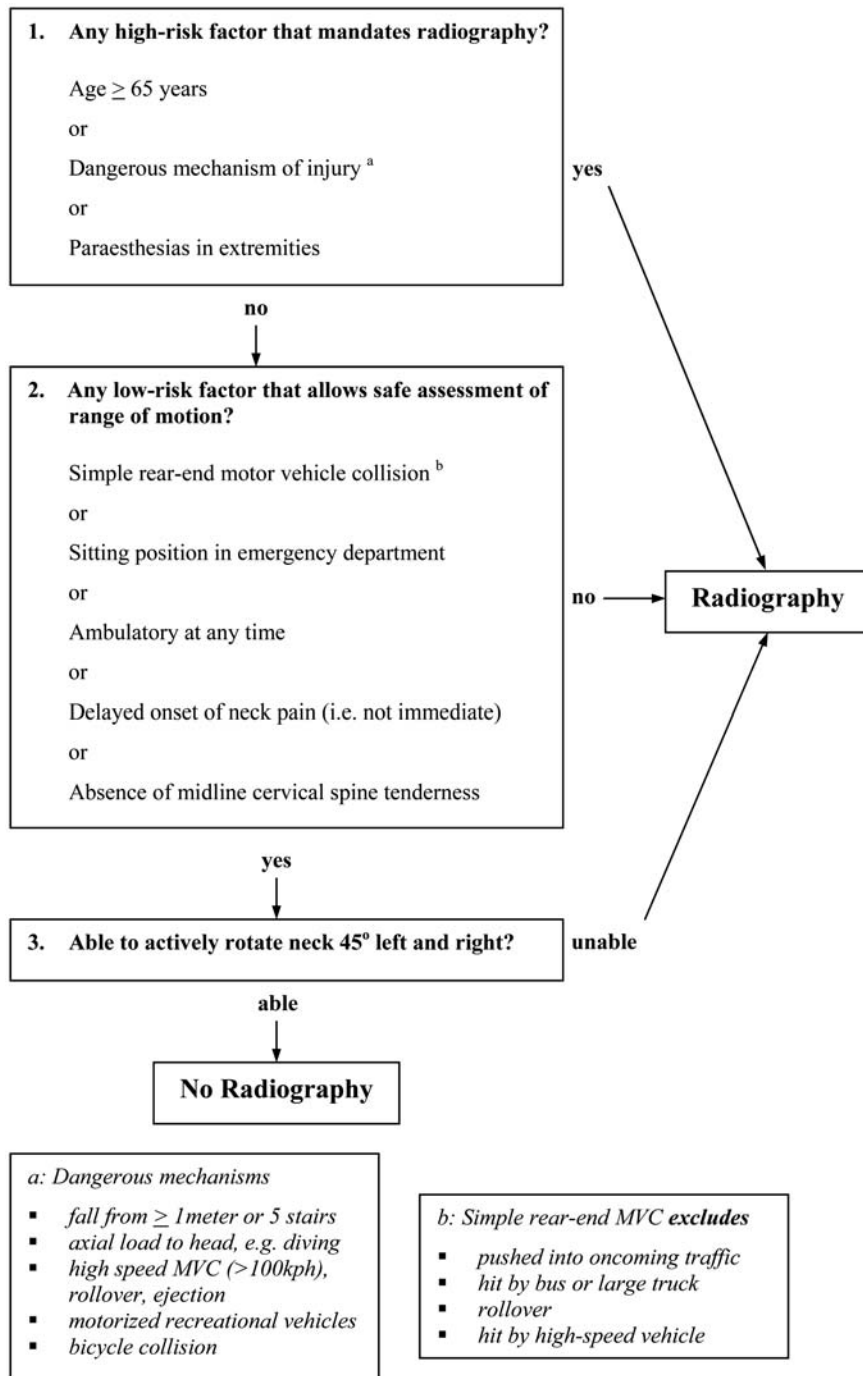 1. Any high-risk factor that mandates radiography?
Age ≥ 65 years
or
Dangerous mechanism of injury a
or
Paraesthesias in extremities
yes
no
2. Any low-risk factor that allows safe assessment of
range of motion?
Simple rear-end motor vehicle collision b
or
Sitting position in emergency department
or
Ambulatory at any time
or
Delayed onset of neck pain (i.e. not immediate)
or
Absence of midline cervical spine tenderness
no
Radiography
yes
3. Able to actively rotate neck 45° left and right?
unable
able
No Radiography
a: Dangerous mechanisms
▪ fall from ≥ 1meter or 5 stairs
▪ axial load to head, e.g. diving
▪ high speed MVC (>100kph),
rollover, ejection
▪ motorized recreational vehicles
▪ bicycle collision
b: Simple rear-end MVC excludes
▪ pushed into oncoming traffic
▪ hit by bus or large truck
▪ rollover
▪ hit by high-speed vehicle